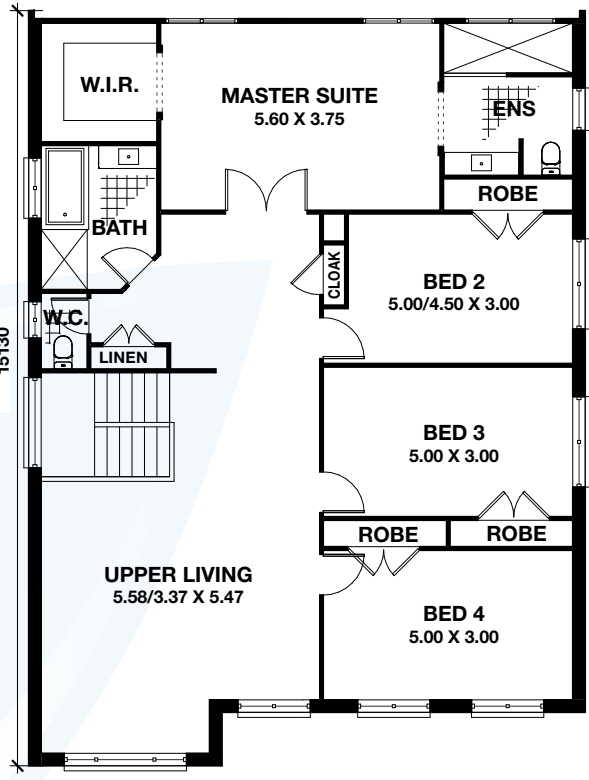 W.I.R.
MASTER SUITE
5.60 X 3.75
ENS
ROBE
BATH
CLOAK
BED 2
5.00/4.50 X 3.00
W.C.
LINEN
15130
BED 3
5.00 X 3.00
ROBE
ROBE
UPPER LIVING
5.58/3.37 X 5.47
BED 4
5.00 X 3.00